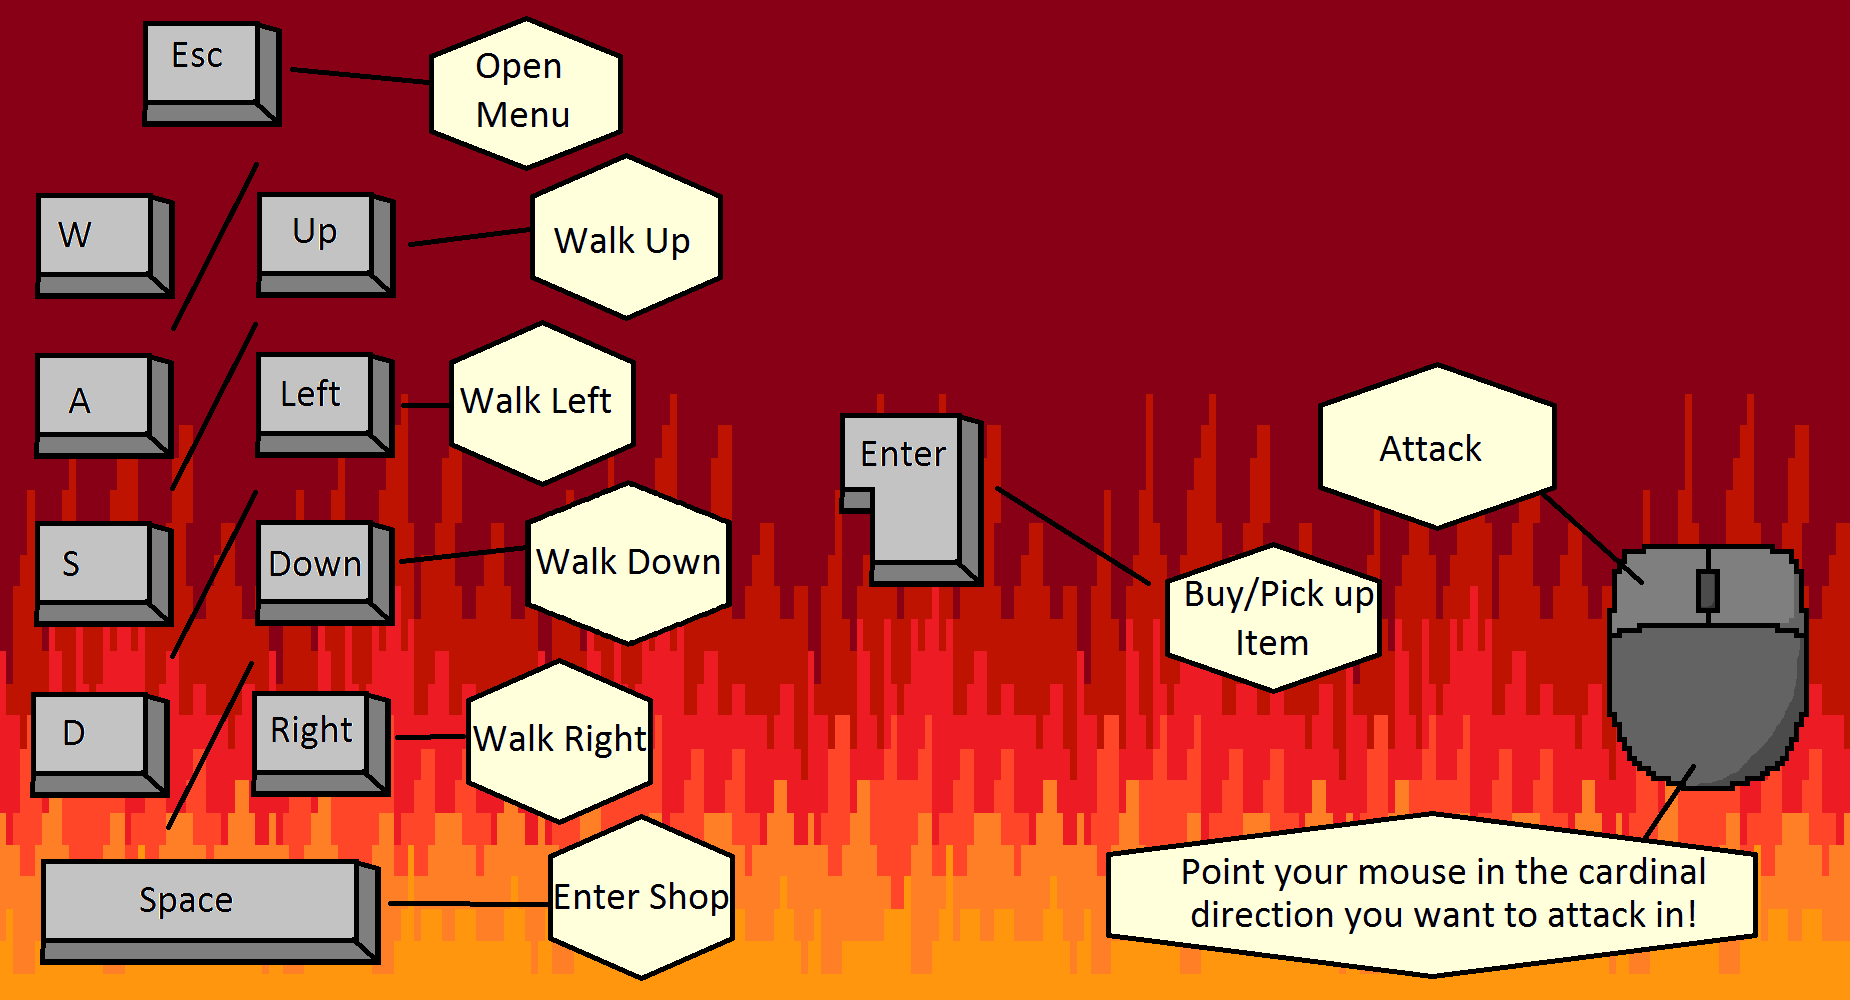 Esc
Open
Menu
W
Up
Walk Up
A
Left
Walk Left
S
Down
Walk Down
D
Right
Walk Right
Space
Enter Shop
Enter
Buy/Pick up
Item
Attack
Point your mouse in the cardinal
direction you want to attack in!